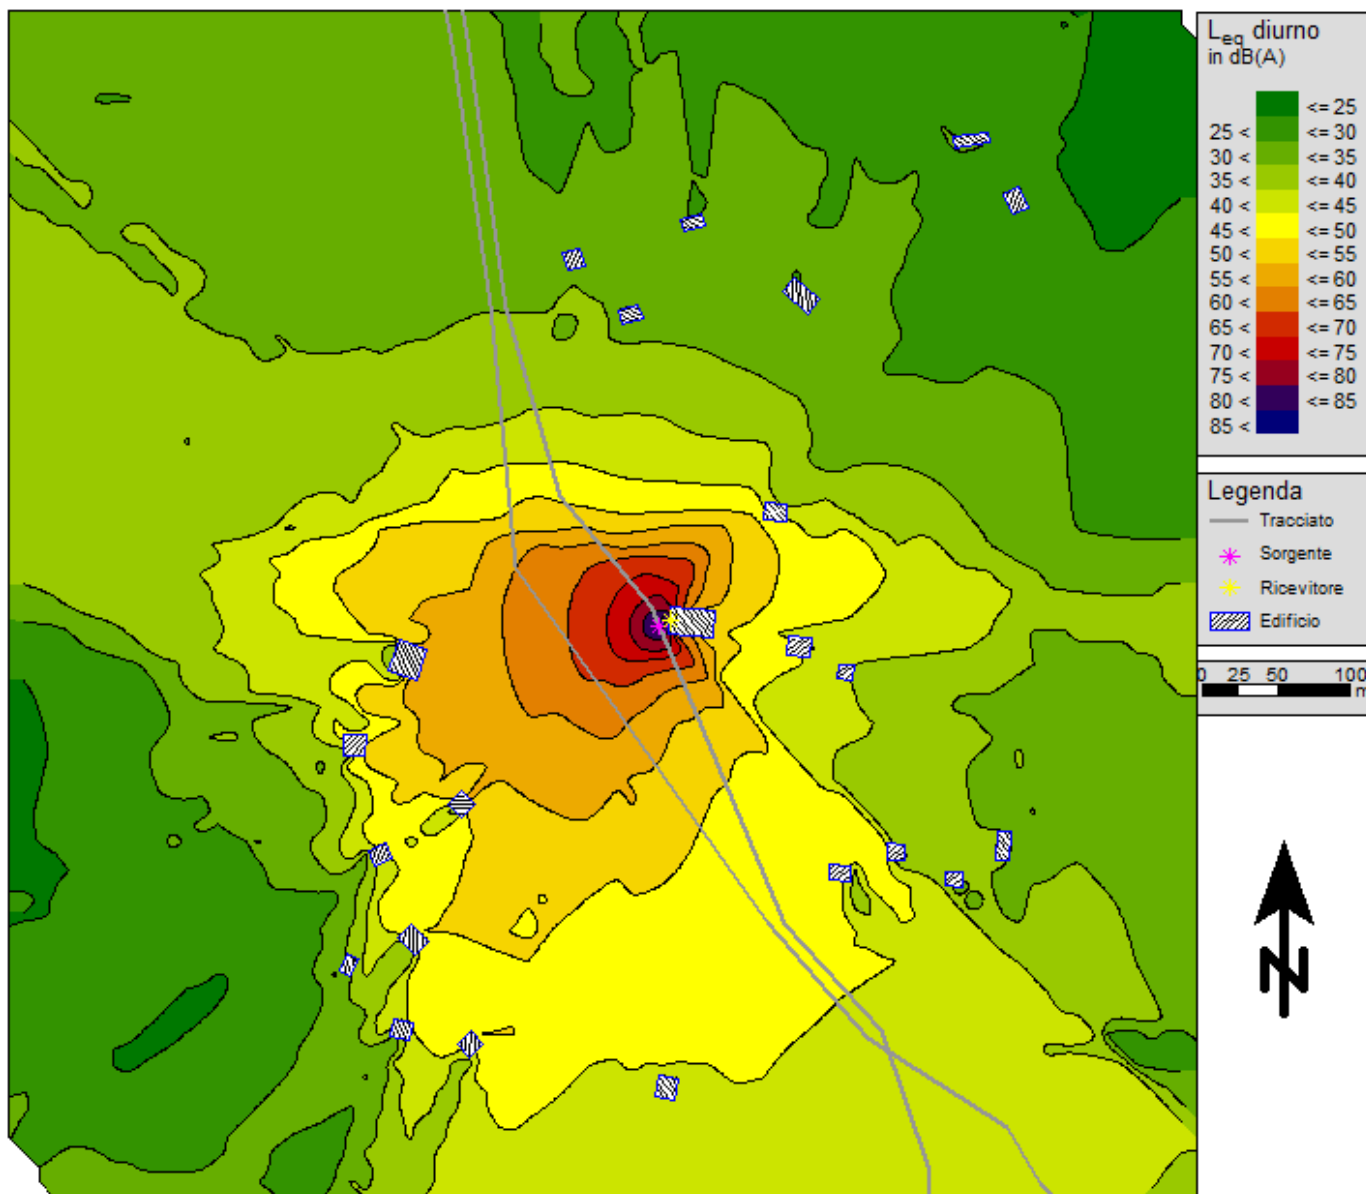 Leq diurno
in dB(A)
<= 25
25 < <= 30
30 < <= 35
35 < <= 40
40 < <= 45
45 < <= 50
50 < <= 55
55 < <= 60
60 < <= 65
65 < <= 70
70 < <= 75
75 < <= 80
80 < <= 85
85 <
Legenda
Tracciato
Sorgente
Ricevitore
Edificio
0 25 50 100
m
N